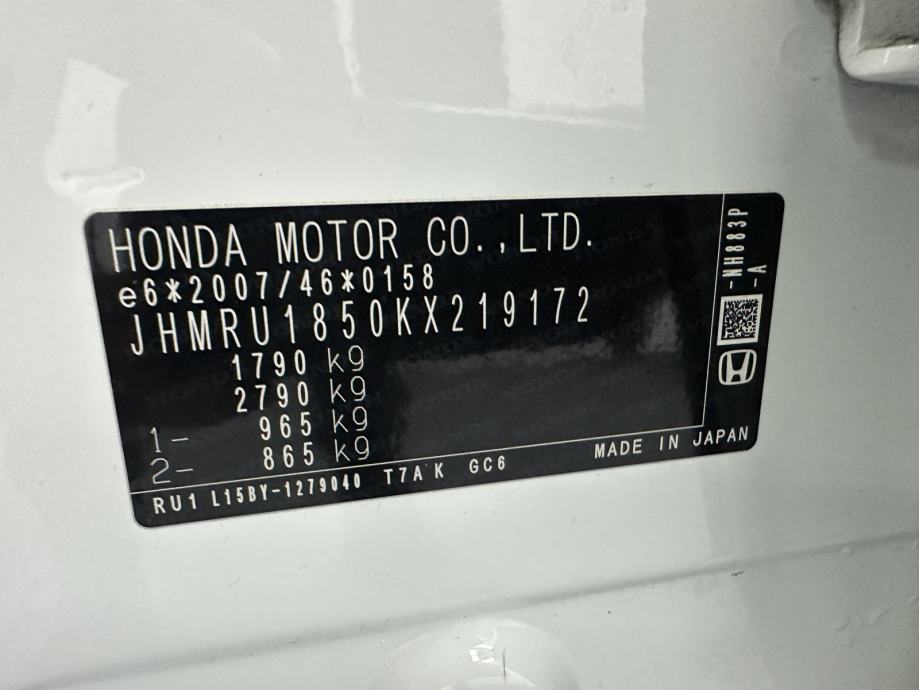 HONDA MOTOR CO.,LTD.
e6*2007/46*0158
JHMRU1850KX219172
1790 kg
2790 kg
1- 965 kg
2- 865 kg
RU1 L15BY-1279040 T7A K GC6
MADE IN JAPAN
-NH883P
-A